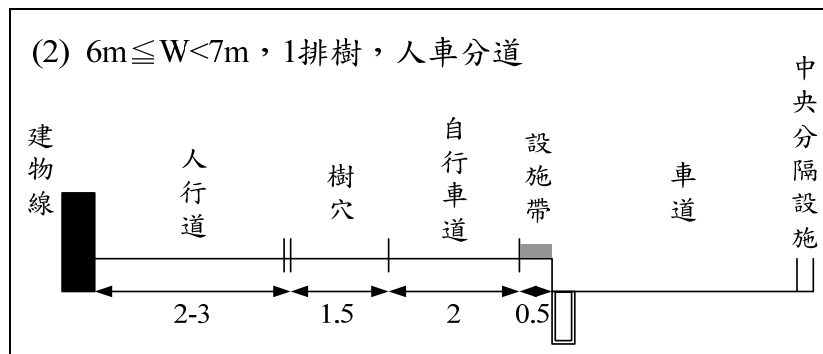 (2) 6m≦W<7m，1排樹，人車分道
建物線
人行道
樹穴
自行車道
設施帶
車道
中央分隔設施
2-3
1.5
2
0.5